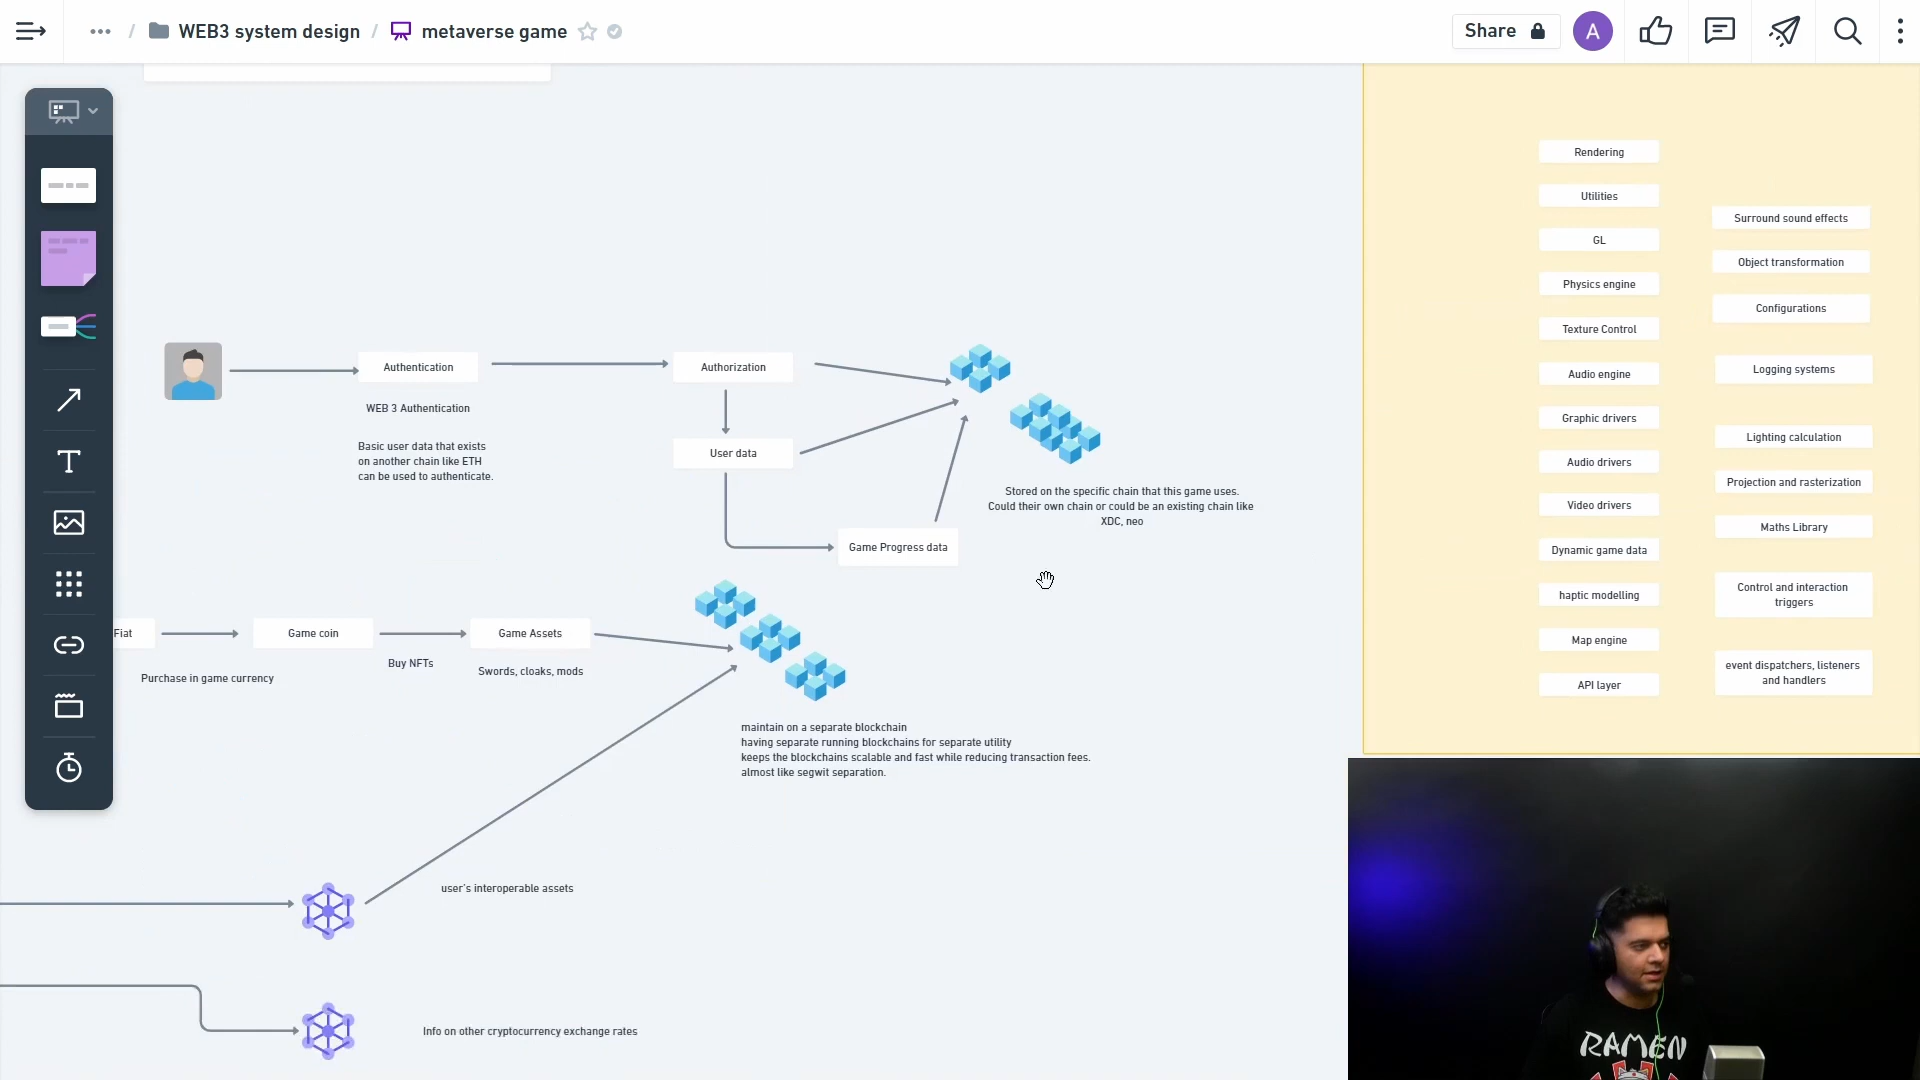 WEB3 system design / metaverse game
Share
A
Authentication
WEB 3 Authentication
Basic user data that exists
on another chain like ETH
can be used to authenticate.
Authorization
User data
Game Progress data
Stored on the specific chain that this game uses.
Could their own chain or could be an existing chain like
XDC, neo
Fiat
Game coin
Game Assets
Purchase in game currency
Buy NFTs
Swords, cloaks, mods
maintain on a separate blockchain
having separate running blockchains for separate utility
keeps the blockchains scalable and fast while reducing transaction fees.
almost like segwit separation.
user's interoperable assets
Info on other cryptocurrency exchange rates
Rendering
Utilities
GL
Physics engine
Texture Control
Audio engine
Graphic drivers
Audio drivers
Video drivers
Dynamic game data
haptic modelling
Map engine
API layer
Surround sound effects
Object transformation
Configurations
Logging systems
Lighting calculation
Projection and rasterization
Maths Library
Control and interaction
triggers
event dispatchers, listeners
and handlers
RAMEN